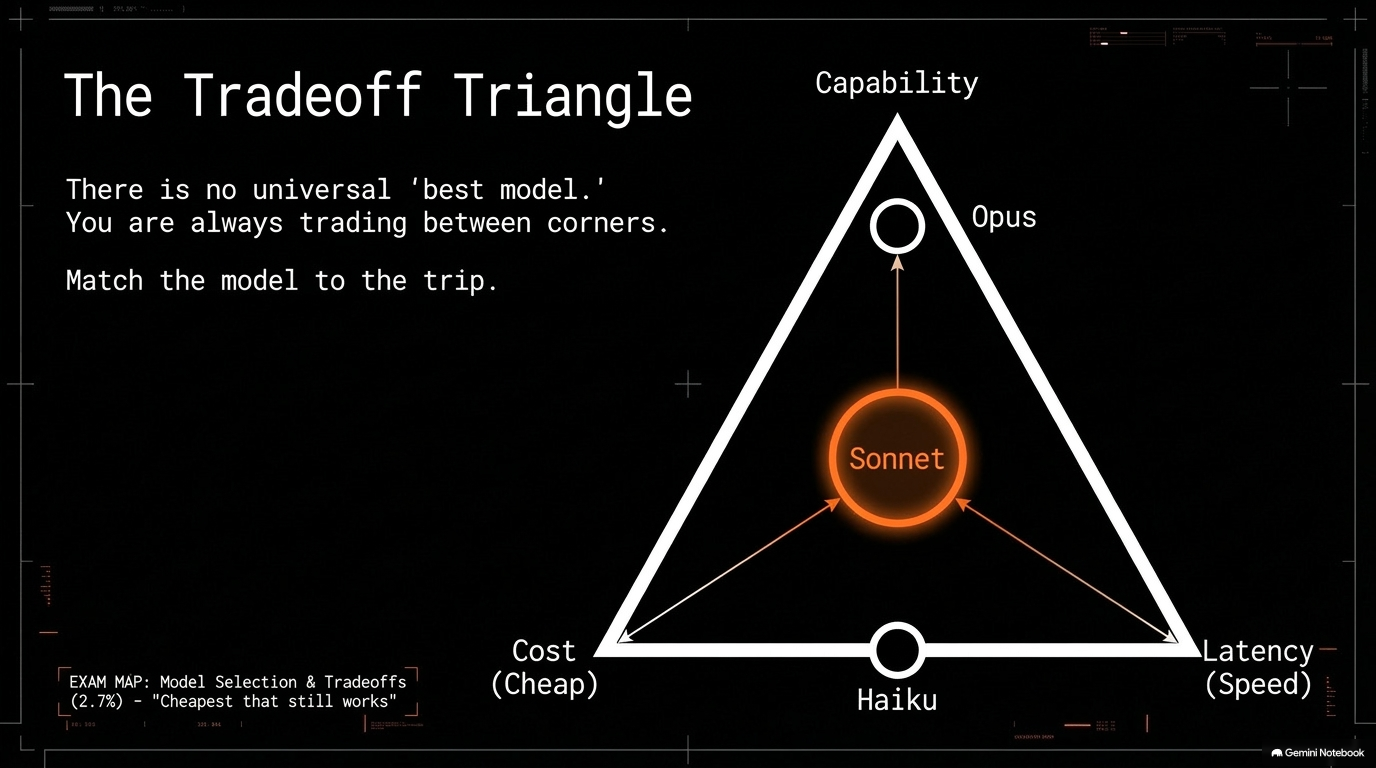 The Tradeoff Triangle
There is no universal 'best model.'
You are always trading between corners.
Match the model to the trip.
Capability
Opus
Sonnet
Cost
(Cheap)
Haiku
Latency
(Speed)
EXAM MAP: Model Selection & Tradeoffs
(2.7%) – "Cheapest that still works"
Gemini Notebook